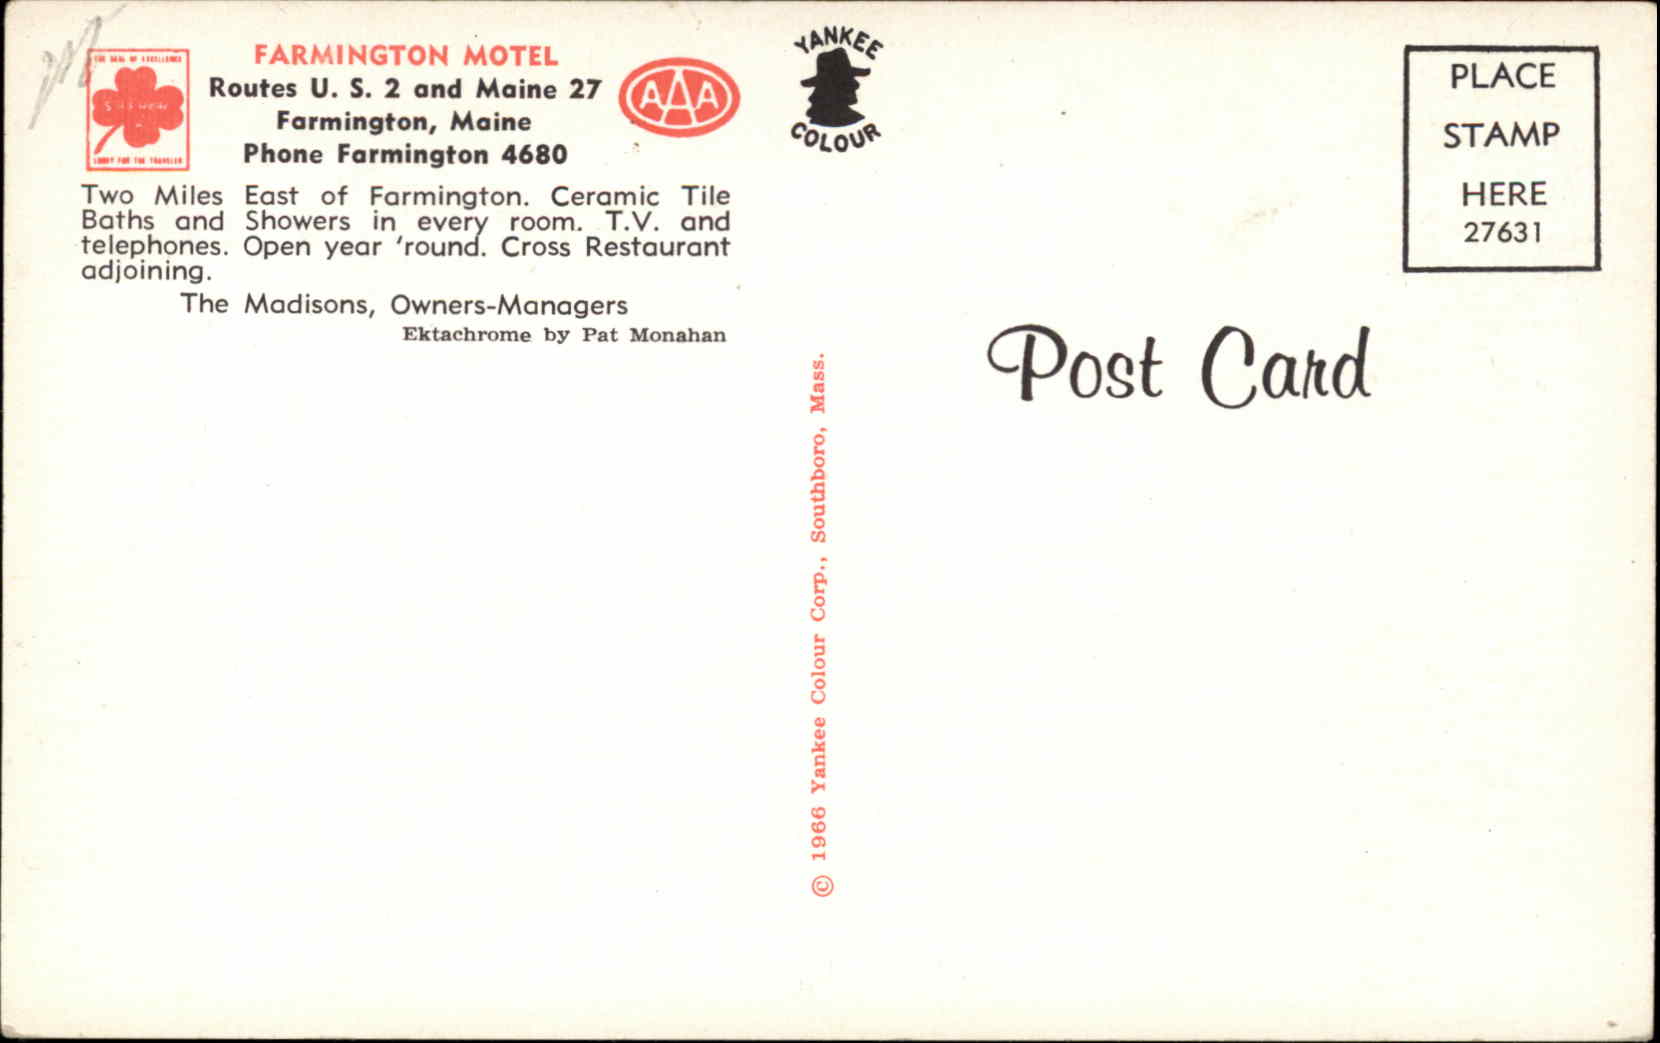 FARMINGTON MOTEL
Routes U. S. 2 and Maine 27
Farmington, Maine
Phone Farmington 4680
AAA
Two Miles East of Farmington. Ceramic Tile
Baths and Showers in every room. T.V. and
telephones. Open year ’round. Cross Restaurant
adjoining.
The Madisons, Owners-Managers
Ektachrome by Pat Monahan
YANKEE
COLOUR
© 1966 Yankee Colour Corp., Southboro, Mass.
PLACE
STAMP
HERE
27631
Post Card